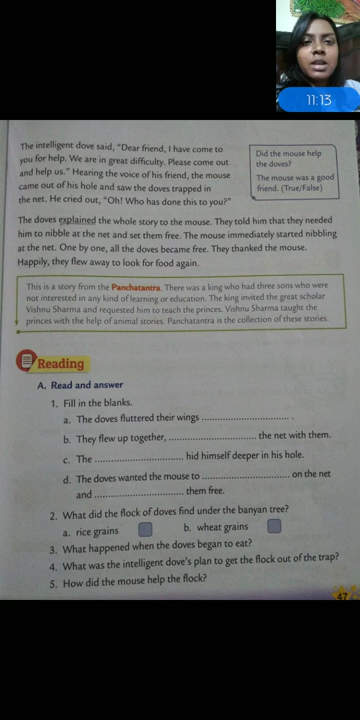 11:13
The intelligent dove said, "Dear friend, I have come to
you for help. We are in great difficulty. Please come out
and help us." Hearing the voice of his friend, the mouse
came out of his hole and saw the doves trapped in
the net. He cried out, "Oh! Who has done this to you?"
Did the mouse help
the doves?
The mouse was a good
friend. (True/False)
The doves explained the whole story to the mouse. They told him that they needed
him to nibble at the net and set them free. The mouse immediately started nibbling
at the net. One by one, all the doves became free. They thanked the mouse.
Happily, they flew away to look for food again.
This is a story from the Panchatantra. There was a king who had three sons who were
not interested in any kind of learning or education. The king invited the great scholar
Vishnu Sharma and requested him to teach the princes. Vishnu Sharma taught the
princes with the help of animal stories. Panchatantra is the collection of these stories.
Reading
A. Read and answer
1. Fill in the blanks.
a. The doves fluttered their wings .............................. .
b. They flew up together, .............................. the net with them.
c. The .............................. hid himself deeper in his hole.
d. The doves wanted the mouse to .............................. on the net
and .............................. them free.
2. What did the flock of doves find under the banyan tree?
a. rice grains b. wheat grains
3. What happened when the doves began to eat?
4. What was the intelligent dove's plan to get the flock out of the trap?
5. How did the mouse help the flock?
47